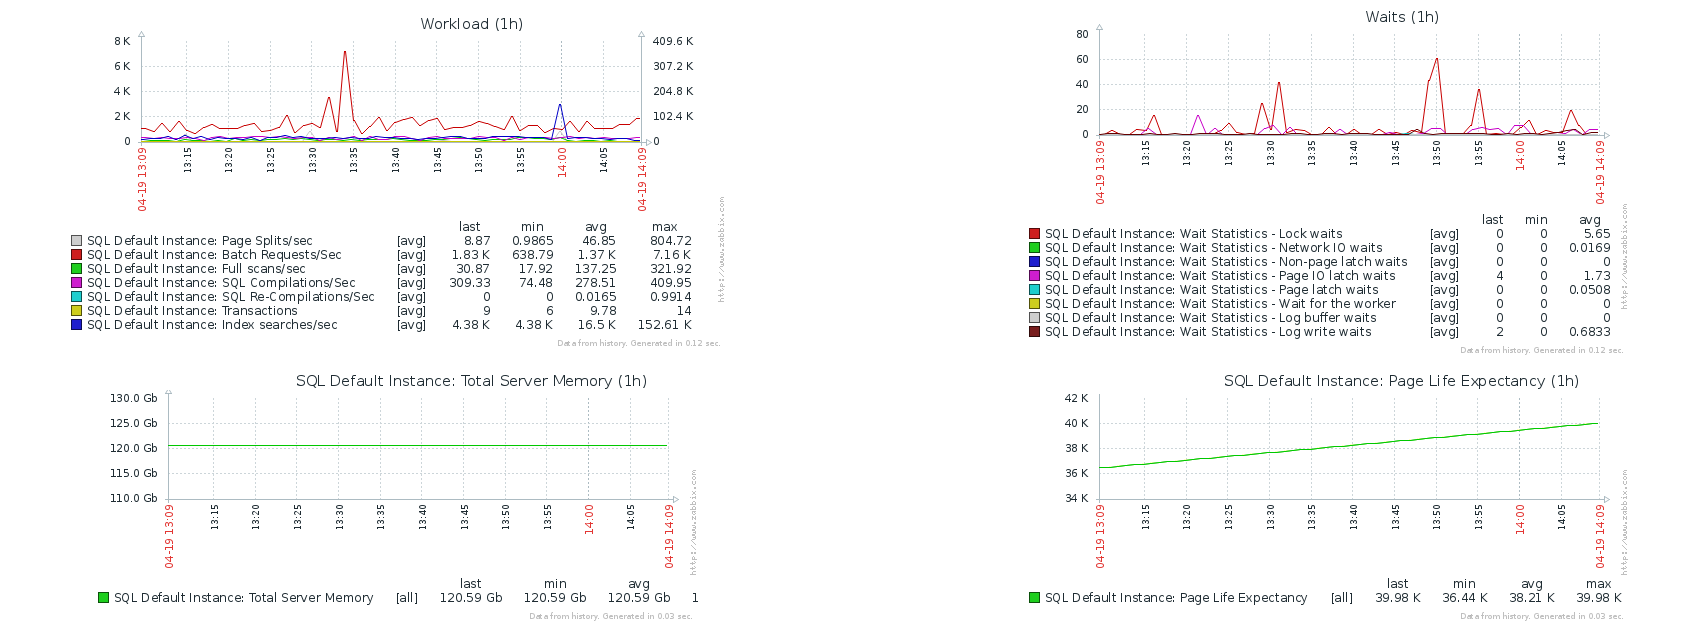 Workload (1h)
8 K 409.6 K
6 K 307.2 K
4 K 204.8 K
2 K 102.4 K
0 0
04-19 13:09 13:15 13:20 13:25 13:30 13:35 13:40 13:45 13:50 13:55 14:00 14:05 04-19 14:09
last min avg max
SQL Default Instance: Page Splits/sec [avg] 8.87 0.9865 46.85 804.72
SQL Default Instance: Batch Requests/Sec [avg] 1.83 K 638.79 1.37 K 7.16 K
SQL Default Instance: Full scans/sec [avg] 30.87 17.92 137.25 321.92
SQL Default Instance: SQL Compilations/Sec [avg] 309.33 74.48 278.51 409.95
SQL Default Instance: SQL Re-Compilations/Sec [avg] 0 0 0.0165 0.9914
SQL Default Instance: Transactions [avg] 9 6 9.78 14
SQL Default Instance: Index searches/sec [avg] 4.38 K 4.38 K 16.5 K 152.61 K
http://www.zabbix.com
Data from history. Generated in 0.12 sec.
Waits (1h)
80
60
40
20
0
04-19 13:09 13:15 13:20 13:25 13:30 13:35 13:40 13:45 13:50 13:55 14:00 14:05 04-19 14:09
last min avg
SQL Default Instance: Wait Statistics - Lock waits [avg] 0 0 5.65
SQL Default Instance: Wait Statistics - Network IO waits [avg] 0 0 0.0169
SQL Default Instance: Wait Statistics - Non-page latch waits [avg] 0 0 0
SQL Default Instance: Wait Statistics - Page IO latch waits [avg] 4 0 1.73
SQL Default Instance: Wait Statistics - Page latch waits [avg] 0 0 0.0508
SQL Default Instance: Wait Statistics - Wait for the worker [avg] 0 0 0
SQL Default Instance: Wait Statistics - Log buffer waits [avg] 0 0 0
SQL Default Instance: Wait Statistics - Log write waits [avg] 2 0 0.6833
http://www.zabbix.com
Data from history. Generated in 0.12 sec.
SQL Default Instance: Total Server Memory (1h)
130.0 Gb
125.0 Gb
120.0 Gb
115.0 Gb
110.0 Gb
04-19 13:09 13:15 13:20 13:25 13:30 13:35 13:40 13:45 13:50 13:55 14:00 14:05 04-19 14:09
last min avg
SQL Default Instance: Total Server Memory [all] 120.59 Gb 120.59 Gb 120.59 Gb 1
http://www.zabbix.com
Data from history. Generated in 0.03 sec.
SQL Default Instance: Page Life Expectancy (1h)
42 K
40 K
38 K
36 K
34 K
04-19 13:09 13:15 13:20 13:25 13:30 13:35 13:40 13:45 13:50 13:55 14:00 14:05 04-19 14:09
last min avg max
SQL Default Instance: Page Life Expectancy [all] 39.98 K 36.44 K 38.21 K 39.98 K
http://www.zabbix.com
Data from history. Generated in 0.03 sec.